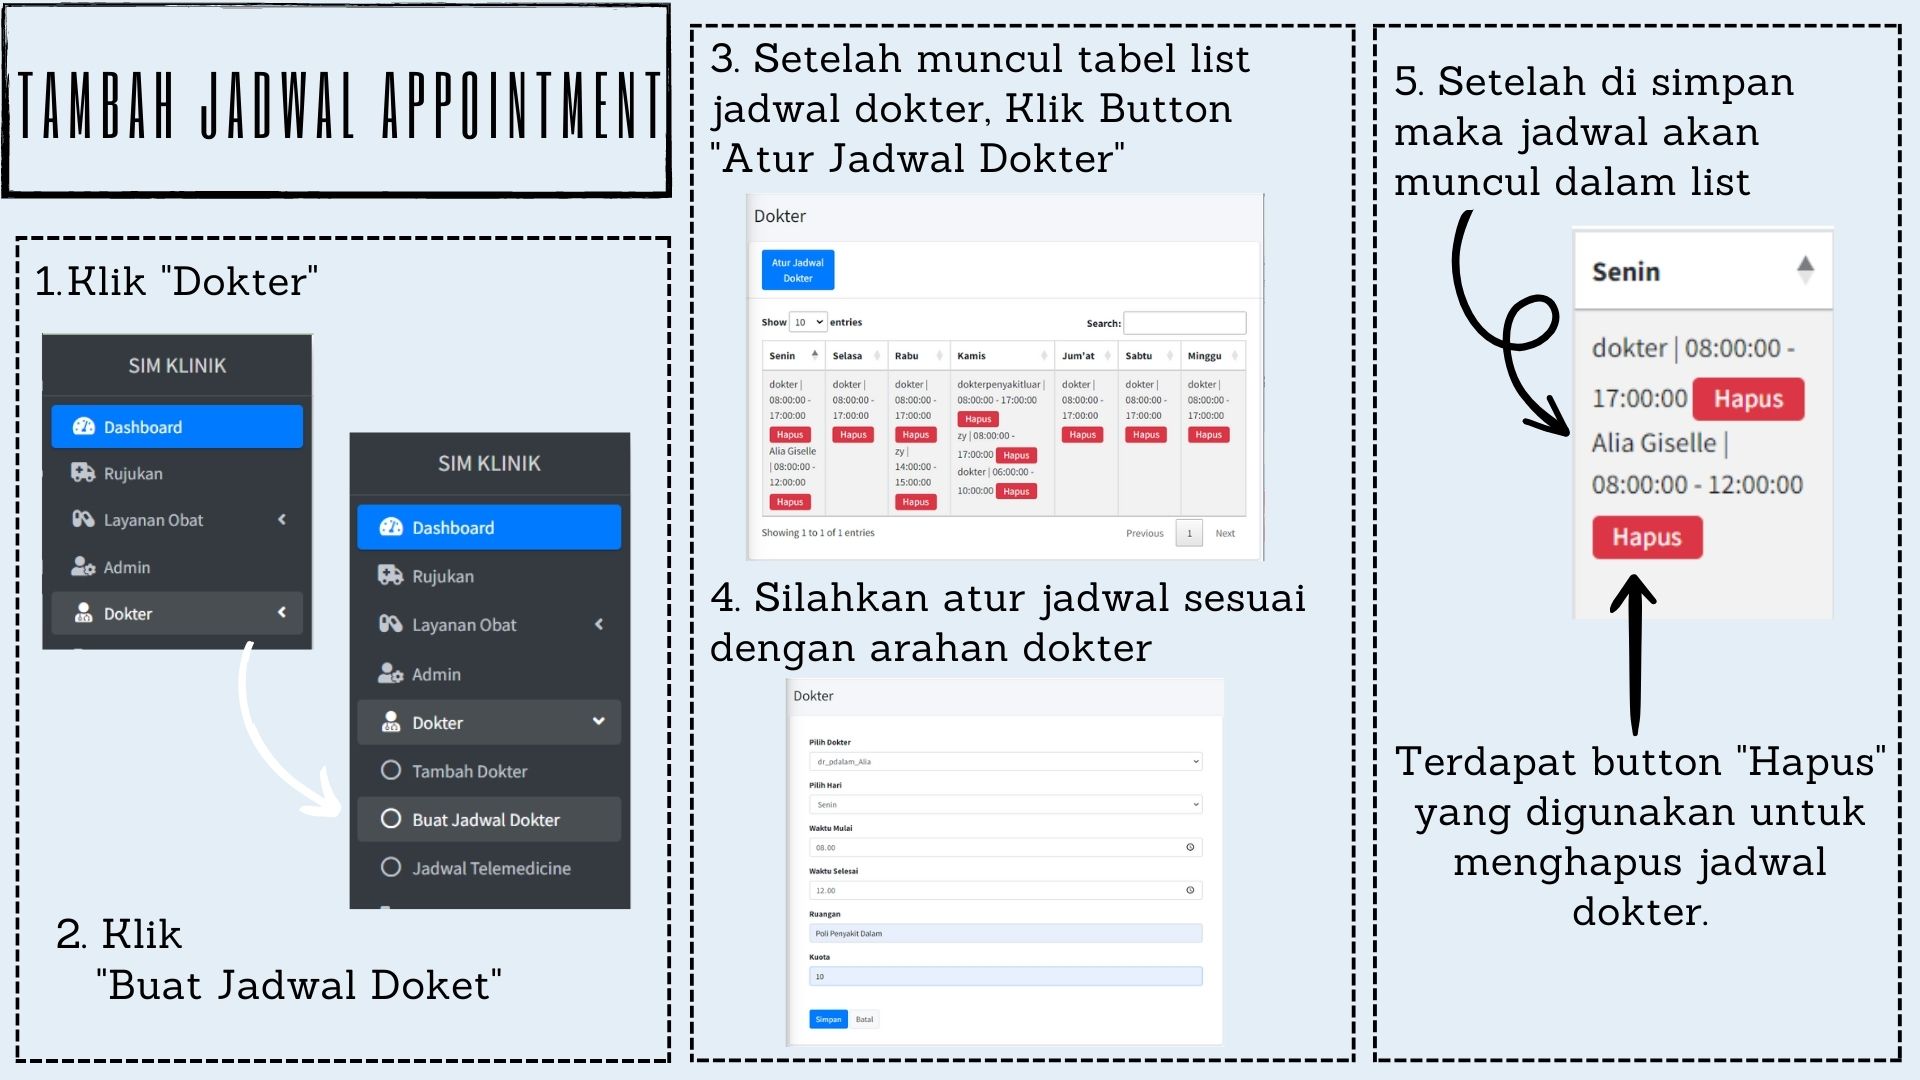 TAMBAH JADWAL APPOINTMENT
1.Klik "Dokter"
SIM KLINIK
Dashboard
Rujukan
Layanan Obat
Admin
Dokter
SIM KLINIK
Dashboard
Rujukan
Layanan Obat
Admin
Dokter
Tambah Dokter
Buat Jadwal Dokter
Jadwal Telemedicine
2. Klik
"Buat Jadwal Doket"
3. Setelah muncul tabel list
jadwal dokter, Klik Button
"Atur Jadwal Dokter"
Dokter
Atur Jadwal
Dokter
Show 10 entries
Search:
Senin Selasa Rabu Kamis Jum'at Sabtu Minggu
dokter |
08:00:00 -
17:00:00
Hapus
Alia Giselle
| 08:00:00 -
12:00:00
Hapus
dokter |
08:00:00 -
17:00:00
Hapus
dokter |
08:00:00 -
17:00:00
Hapus
zy |
14:00:00 -
15:00:00
Hapus
dokterpenyakitluar |
08:00:00 - 17:00:00
Hapus
zy | 08:00:00 -
17:00:00 Hapus
dokter | 06:00:00 -
10:00:00 Hapus
dokter |
08:00:00 -
17:00:00
Hapus
dokter |
08:00:00 -
17:00:00
Hapus
dokter |
08:00:00 -
17:00:00
Hapus
Showing 1 to 1 of 1 entries
Previous 1 Next
4. Silahkan atur jadwal sesuai
dengan arahan dokter
Dokter
Pilih Dokter
dr_pdalam_Alia
Pilih Hari
Senin
Waktu Mulai
08.00
Waktu Selesai
12.00
Ruangan
Poli Penyakit Dalam
Kuota
10
Simpan Batal
5. Setelah di simpan
maka jadwal akan
muncul dalam list
Senin
dokter | 08:00:00 -
17:00:00 Hapus
Alia Giselle |
08:00:00 - 12:00:00
Hapus
Terdapat button "Hapus"
yang digunakan untuk
menghapus jadwal
dokter.